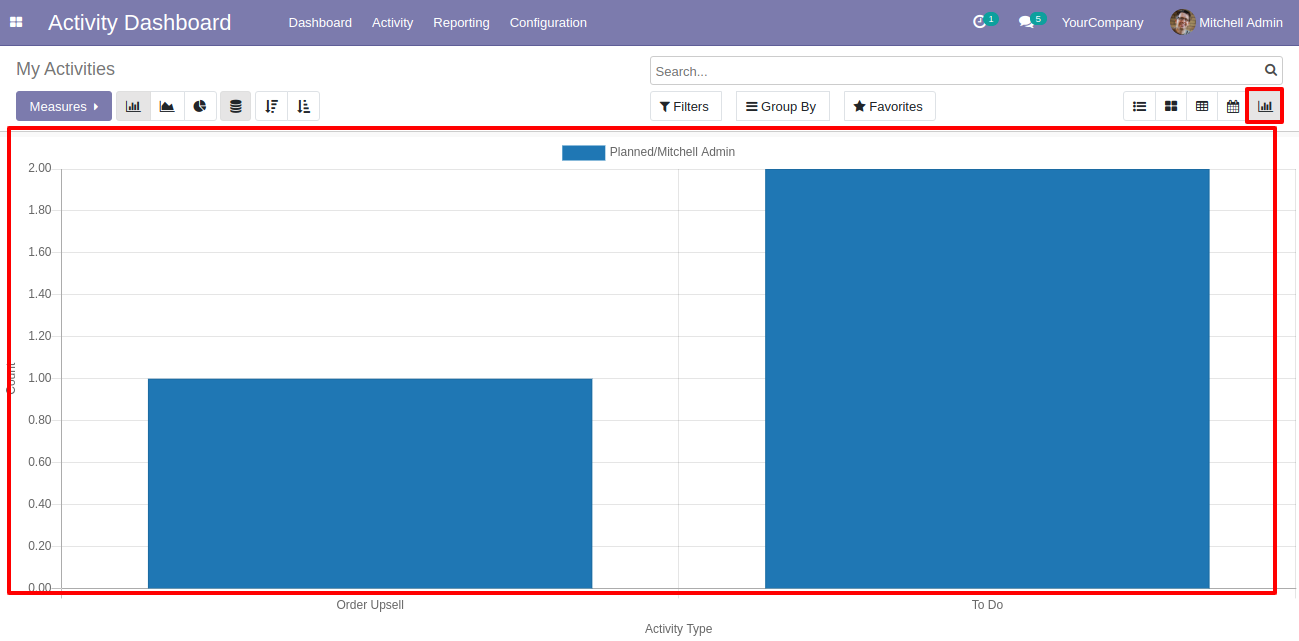 Activity Dashboard Dashboard Activity Reporting Configuration 1 5 YourCompany Mitchell Admin
My Activities
Search...
Measures Filters Group By Favorites
Planned/Mitchell Admin
2.00
1.80
1.60
1.40
1.20
1.00
Count
0.80
0.60
0.40
0.20
0.00
Order Upsell To Do
Activity Type